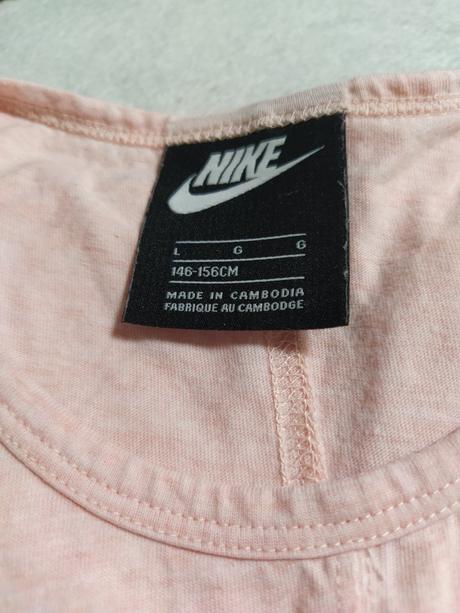 NIKE
L G G
146-156CM
MADE IN CAMBODIA
FABRIQUE AU CAMBODGE